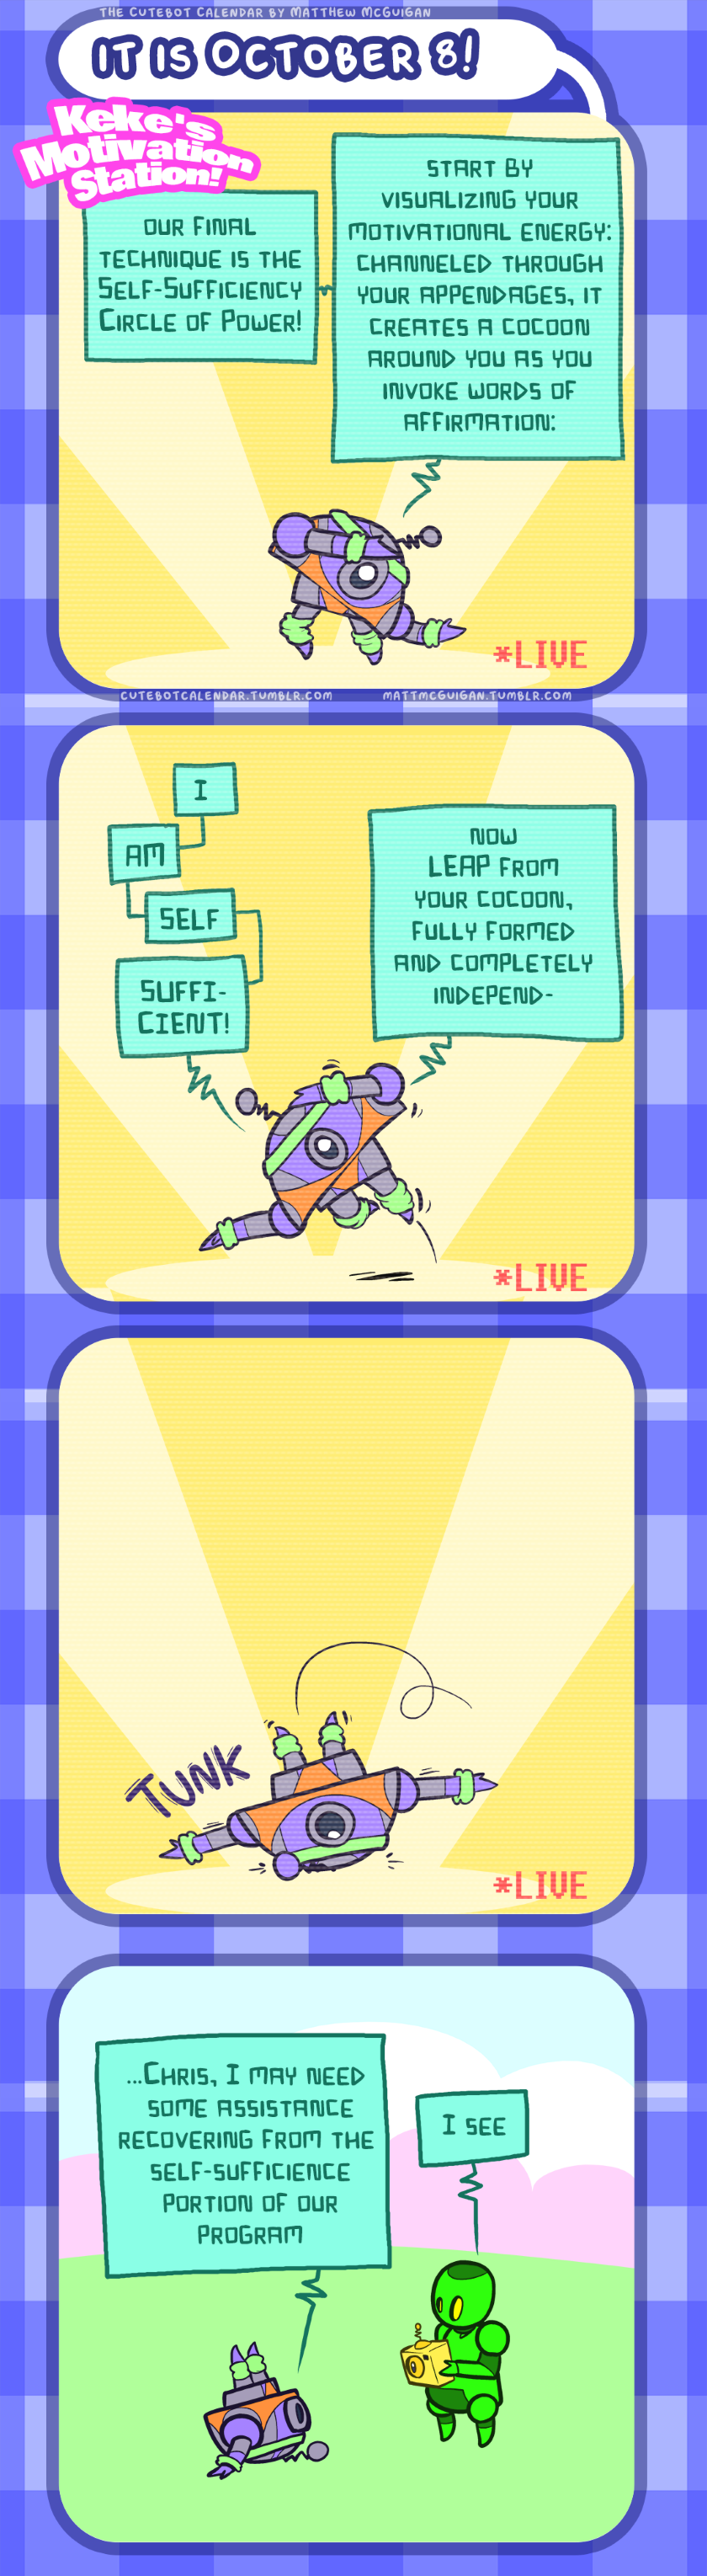 THE CUTEBOT CALENDAR BY MATTHEW MCGUIGAN
IT IS OCTOBER 8!
Keke's
Motivation
Station!
OUR FINAL
TECHNIQUE IS THE
SELF-SUFFICIENCY
CIRCLE OF POWER!
START BY
VISUALIZING YOUR
MOTIVATIONAL ENERGY:
CHANNELED THROUGH
YOUR APPENDAGES, IT
CREATES A COCOON
AROUND YOU AS YOU
INVOKE WORDS OF
AFFIRMATION:
*LIVE
CUTEBOTCALENDAR.TUMBLR.COM
MATTMCGUIGAN.TUMBLR.COM
I
AM
SELF
SUFFI-
CIENT!
NOW
LEAP FROM
YOUR COCOON,
FULLY FORMED
AND COMPLETELY
INDEPEND-
*LIVE
TUNK
*LIVE
...CHRIS, I MAY NEED
SOME ASSISTANCE
RECOVERING FROM THE
SELF-SUFFICIENCE
PORTION OF OUR
PROGRAM
I SEE